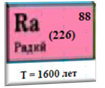 Ra 88
(226)
Радий
T = 1600 лет